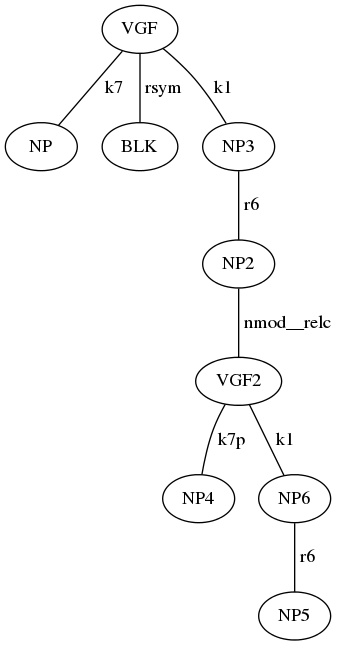 VGF
k7 rsym k1
NP BLK NP3
r6
NP2
nmod__relc
VGF2
k7p k1
NP4 NP6
r6
NP5